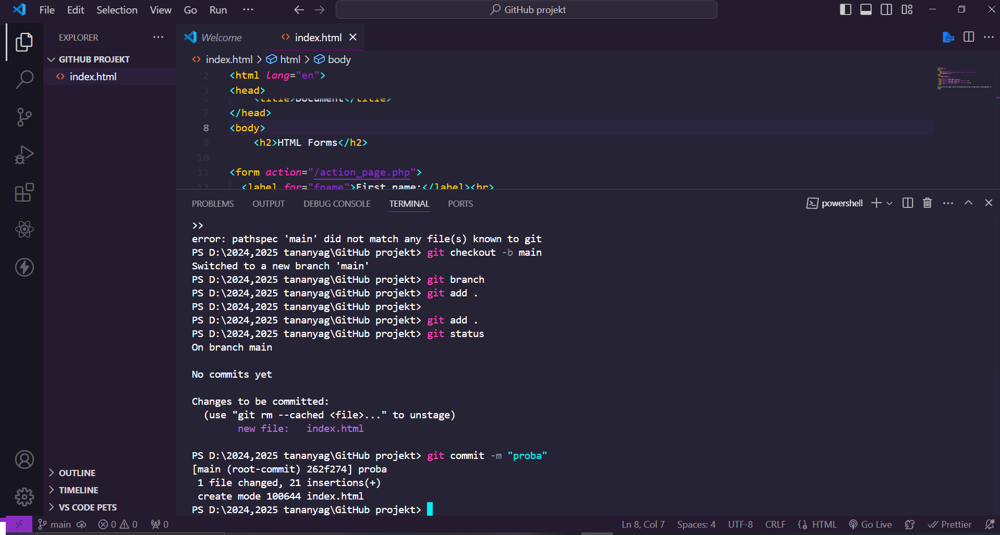 File Edit Selection View Go Run ··· GitHub projekt
EXPLORER ···
GITHUB PROJEKT
index.html
OUTLINE
TIMELINE
VS CODE PETS
Welcome index.html
index.html > html > body
2 <html lang="en">
3 <head>
6 <title>Document</title>
7 </head>
8 <body>
9 <h2>HTML Forms</h2>
10
11 <form action="/action_page.php">
12 <label for="fname">First name:</label><br>
PROBLEMS OUTPUT DEBUG CONSOLE TERMINAL PORTS powershell
>>
error: pathspec 'main' did not match any file(s) known to git
PS D:\2024,2025 tananyag\GitHub projekt> git checkout -b main
Switched to a new branch 'main'
PS D:\2024,2025 tananyag\GitHub projekt> git branch
PS D:\2024,2025 tananyag\GitHub projekt> git add .
PS D:\2024,2025 tananyag\GitHub projekt>
PS D:\2024,2025 tananyag\GitHub projekt> git add .
PS D:\2024,2025 tananyag\GitHub projekt> git status
On branch main
No commits yet
Changes to be committed:
(use "git rm --cached <file>..." to unstage)
new file: index.html
PS D:\2024,2025 tananyag\GitHub projekt> git commit -m "proba"
[main (root-commit) 262f274] proba
1 file changed, 21 insertions(+)
create mode 100644 index.html
PS D:\2024,2025 tananyag\GitHub projekt>
main 0 0 0 Ln 8, Col 7 Spaces: 4 UTF-8 CRLF {} HTML Go Live Prettier